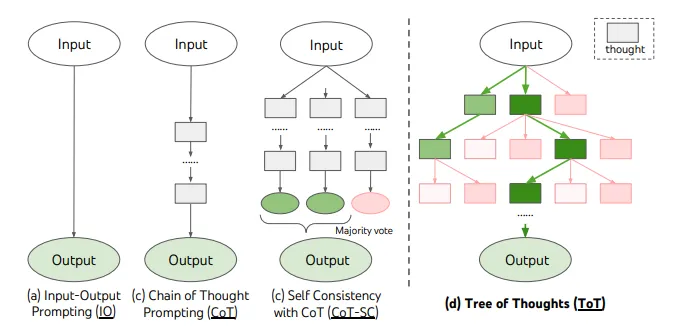 Input
Input
Input
Input
thought
......
......
......
......
......
Majority vote
Output
Output
Output
Output
(a) Input-Output
Prompting (IO)
(c) Chain of Thought
Prompting (CoT)
(c) Self Consistency
with CoT (CoT-SC)
(d) Tree of Thoughts (ToT)